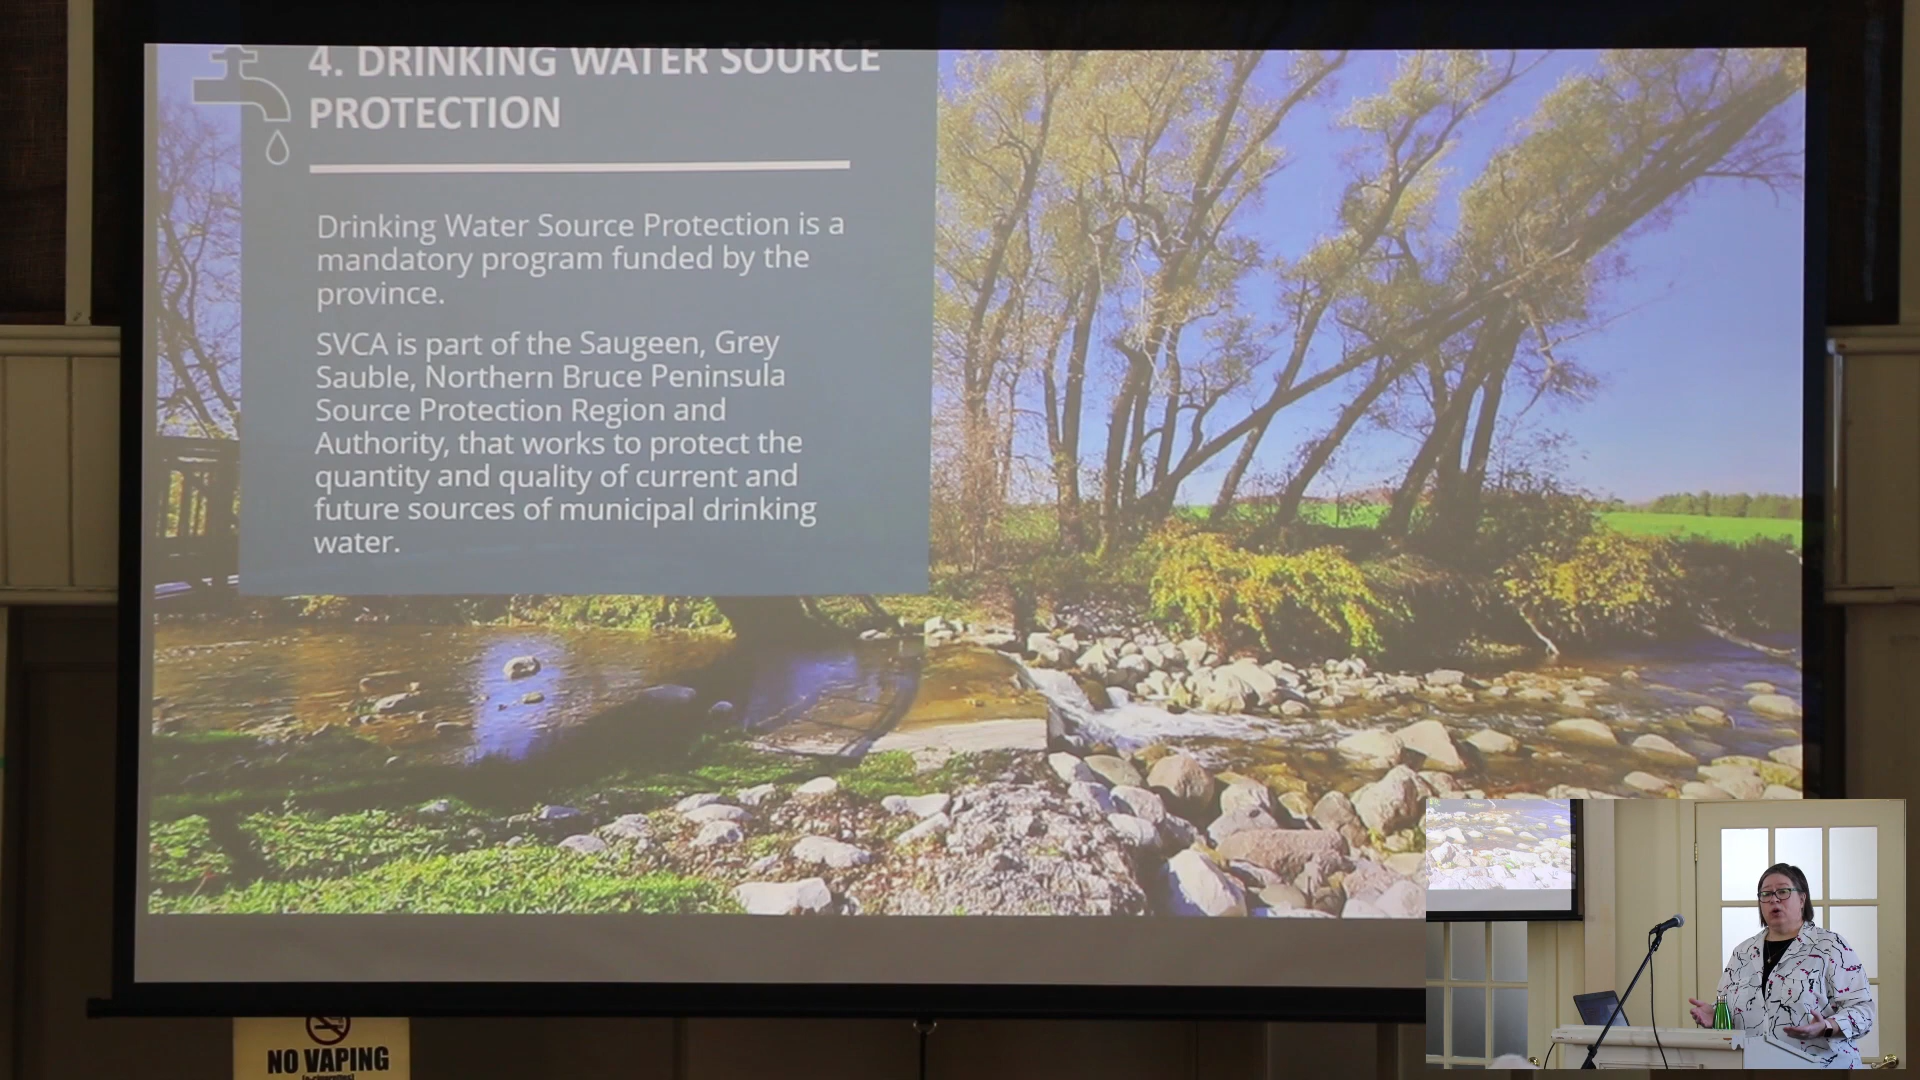 4. DRINKING WATER SOURCE
PROTECTION
Drinking Water Source Protection is a
mandatory program funded by the
province.
SVCA is part of the Saugeen, Grey
Sauble, Northern Bruce Peninsula
Source Protection Region and
Authority, that works to protect the
quantity and quality of current and
future sources of municipal drinking
water.
NO VAPING